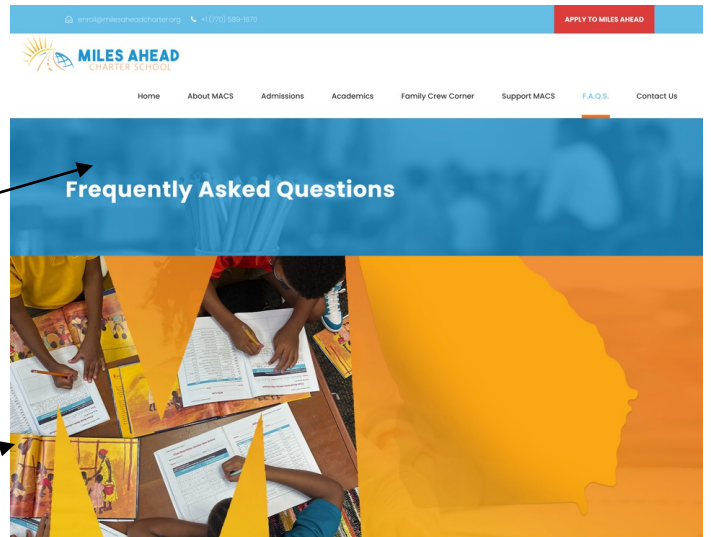 enroll@milesaheadcharter.org +1 (770) 569-1670
APPLY TO MILES AHEAD
MILES AHEAD
CHARTER SCHOOL
Home About MACS Admissions Academics Family Crew Corner Support MACS F.A.Q.S. Contact Us
Frequently Asked Questions